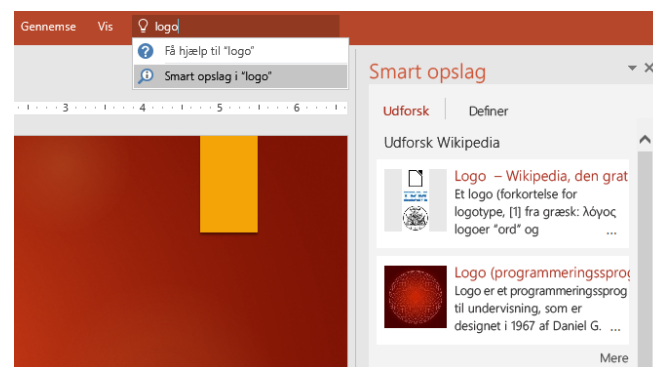 Gennemse Vis logo
Få hjælp til "logo"
Smart opslag i "logo"
3 4 5 6
Smart opslag
Udforsk Definer
Udforsk Wikipedia
Logo – Wikipedia, den grat
Et logo (forkortelse for
logotype, [1] fra græsk: λόγος
logoer "ord" og ...
IBM
Logo (programmeringssprog
Logo er et programmeringssprog
til undervisning, som er
designet i 1967 af Daniel G. ...
Mere